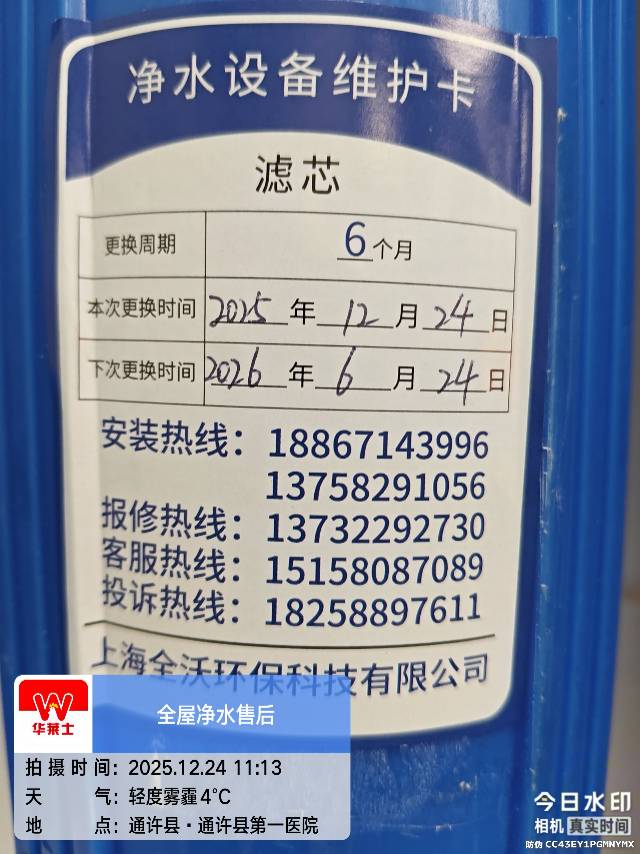 净水设备维护卡
滤芯
更换周期 6个月
本次更换时间 2025年12月24日
下次更换时间 2026年6月24日
安装热线：18867143996
13758291056
报修热线：13732292730
客服热线：15158087089
投诉热线：18258897611
上海全沃环保科技有限公司
华莱士
全屋净水售后
拍摄时间：2025.12.24 11:13
天气：轻度雾霾 4℃
地点：通许县·通许县第一医院
今日水印
相机 真实时间
防伪 CC43EY1PGMNYMX